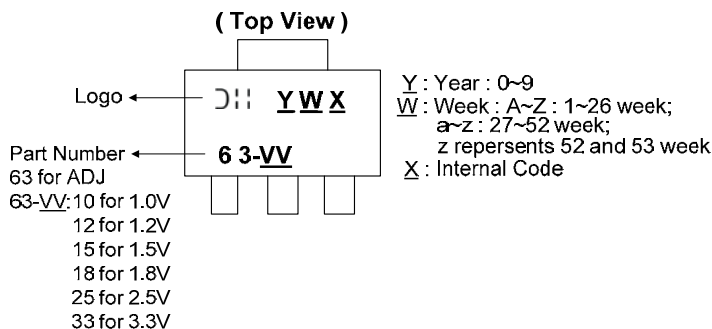 ( Top View )
Logo
Y W X
Part Number
6 3-VV
63 for ADJ
63-VV:10 for 1.0V
12 for 1.2V
15 for 1.5V
18 for 1.8V
25 for 2.5V
33 for 3.3V
Y : Year : 0~9
W : Week : A~Z : 1~26 week;
a~z : 27~52 week;
z repersents 52 and 53 week
X : Internal Code